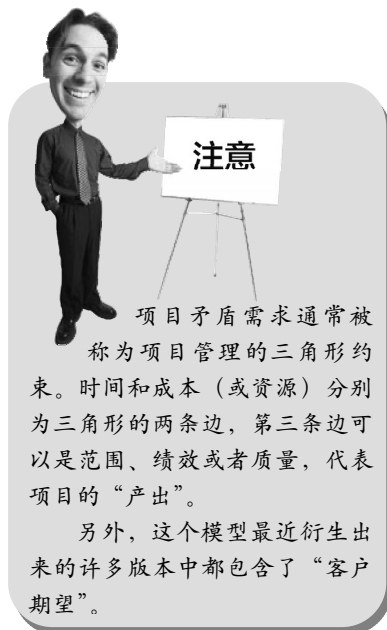 注意
项目矛盾需求通常被
称为项目管理的三角形约
束。时间和成本（或资源）分别
为三角形的两条边，第三条边可
以是范围、绩效或者质量，代表
项目的“产出”。
另外，这个模型最近衍生出
来的许多版本中都包含了“客户
期望”。